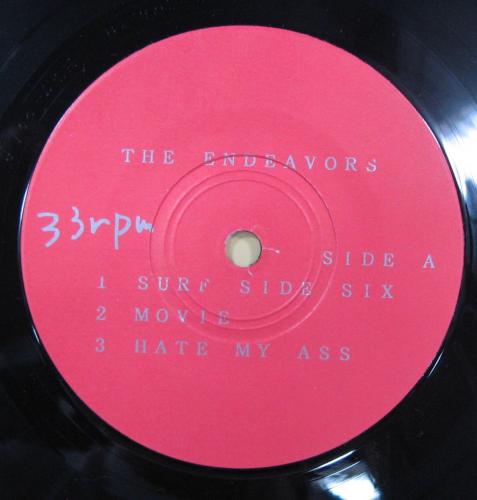 THE ENDEAVORS
33rpm
SIDE A
1 SURF SIDE SIX
2 MOVIE
3 HATE MY ASS